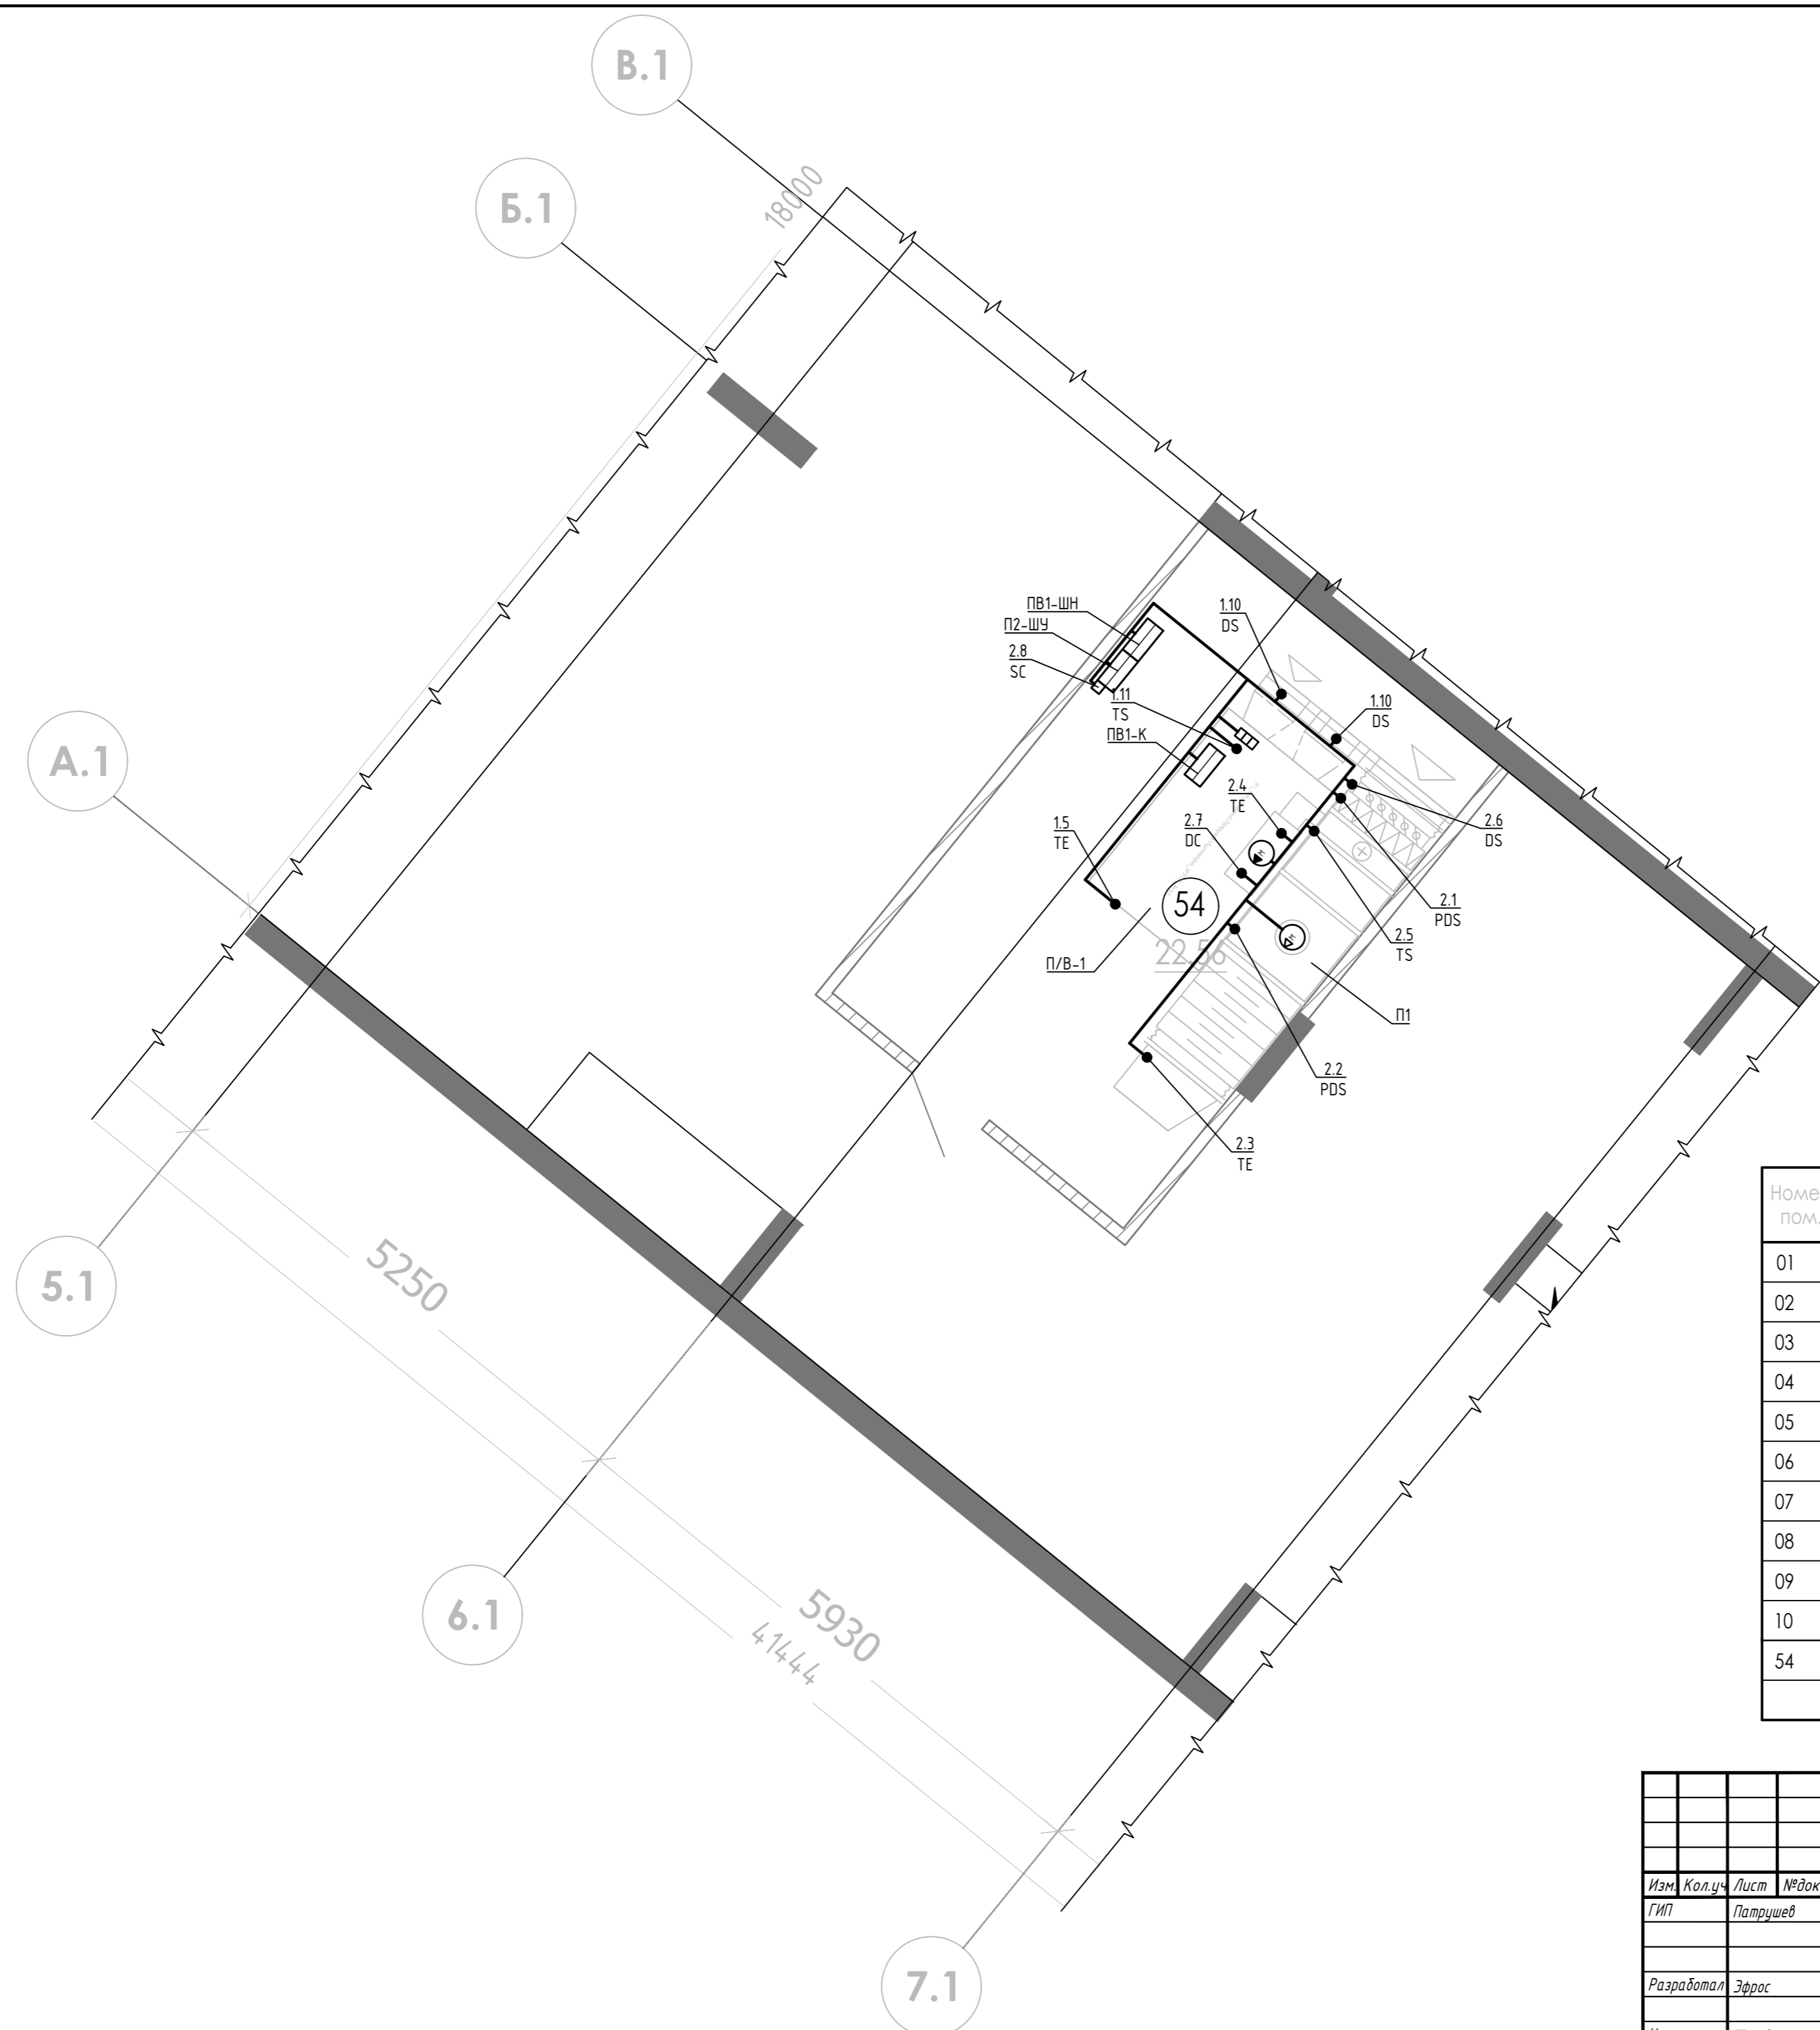 В.1
Б.1
18000
А.1
ПВ1-ШН
П2-ШУ
2.8
SC
1.10
DS
1.11
TS
ПВ1-К
1.10
DS
2.4
TE
2.6
DS
1.5
TE
2.7
DC
54
22.56
2.1
PDS
2.5
TS
П/В-1
П1
2.2
PDS
2.3
TE
5.1
5250
6.1
5930
41444
7.1
пом.
01
02
03
04
05
06
07
08
09
10
54
Изм. Кол.уч Лист №док
ГИП Патрушев
Разработал Эфрос